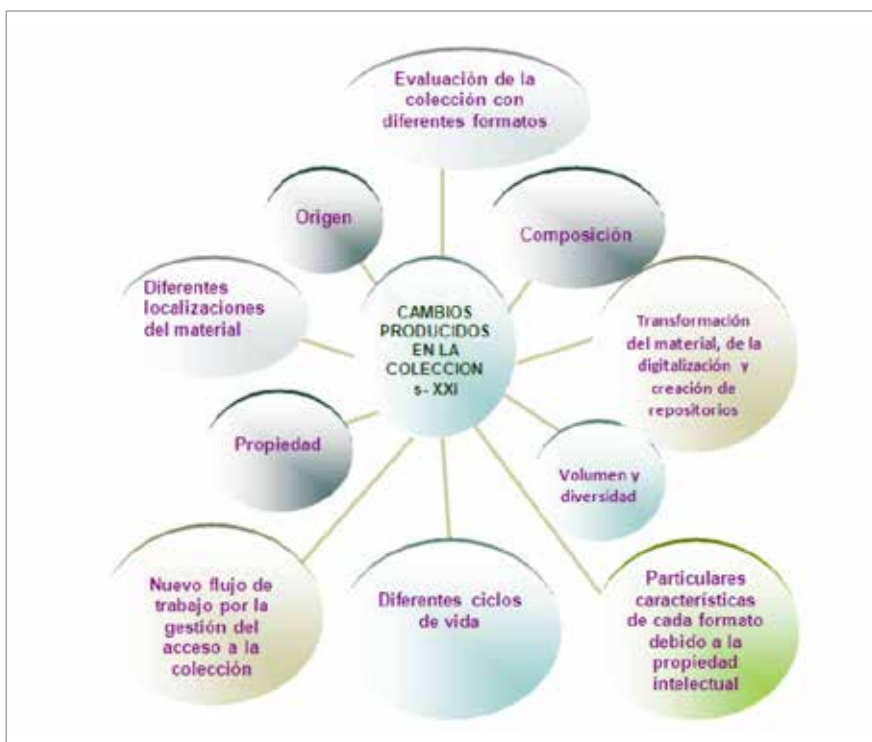 Evaluación de la
colección con
diferentes formatos
Origen
Composición
Diferentes
localizaciones
del material
CAMBIOS
PRODUCIDOS
EN LA
COLECCION
s- XXI
Transformación
del material, de la
digitalización y
creación de
repositorios
Propiedad
Volumen y
diversidad
Nuevo flujo de
trabajo por la
gestión del
acceso a la
colección
Diferentes ciclos
de vida
Particulares
características
de cada formato
debido a la
propiedad
intelectual